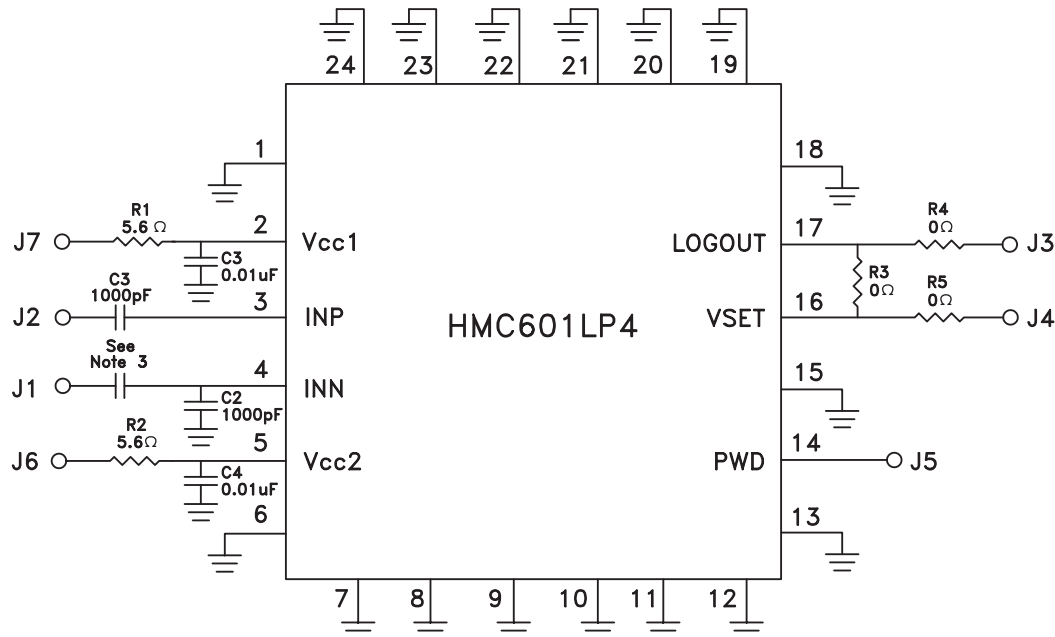 24 23 22 21 20 19
1
18
R1
5.6 Ω
J7
2
Vcc1
C3
0.01uF
LOGOUT
17
R4
0Ω
J3
R3
0Ω
C3
1000pF
J2
3
INP
HMC601LP4
VSET
16
R5
0Ω
J4
See
Note 3
J1
4
INN
C2
1000pF
15
R2
5.6Ω
J6
5
Vcc2
C4
0.01uF
PWD
14
J5
6
13
7 8 9 10 11 12